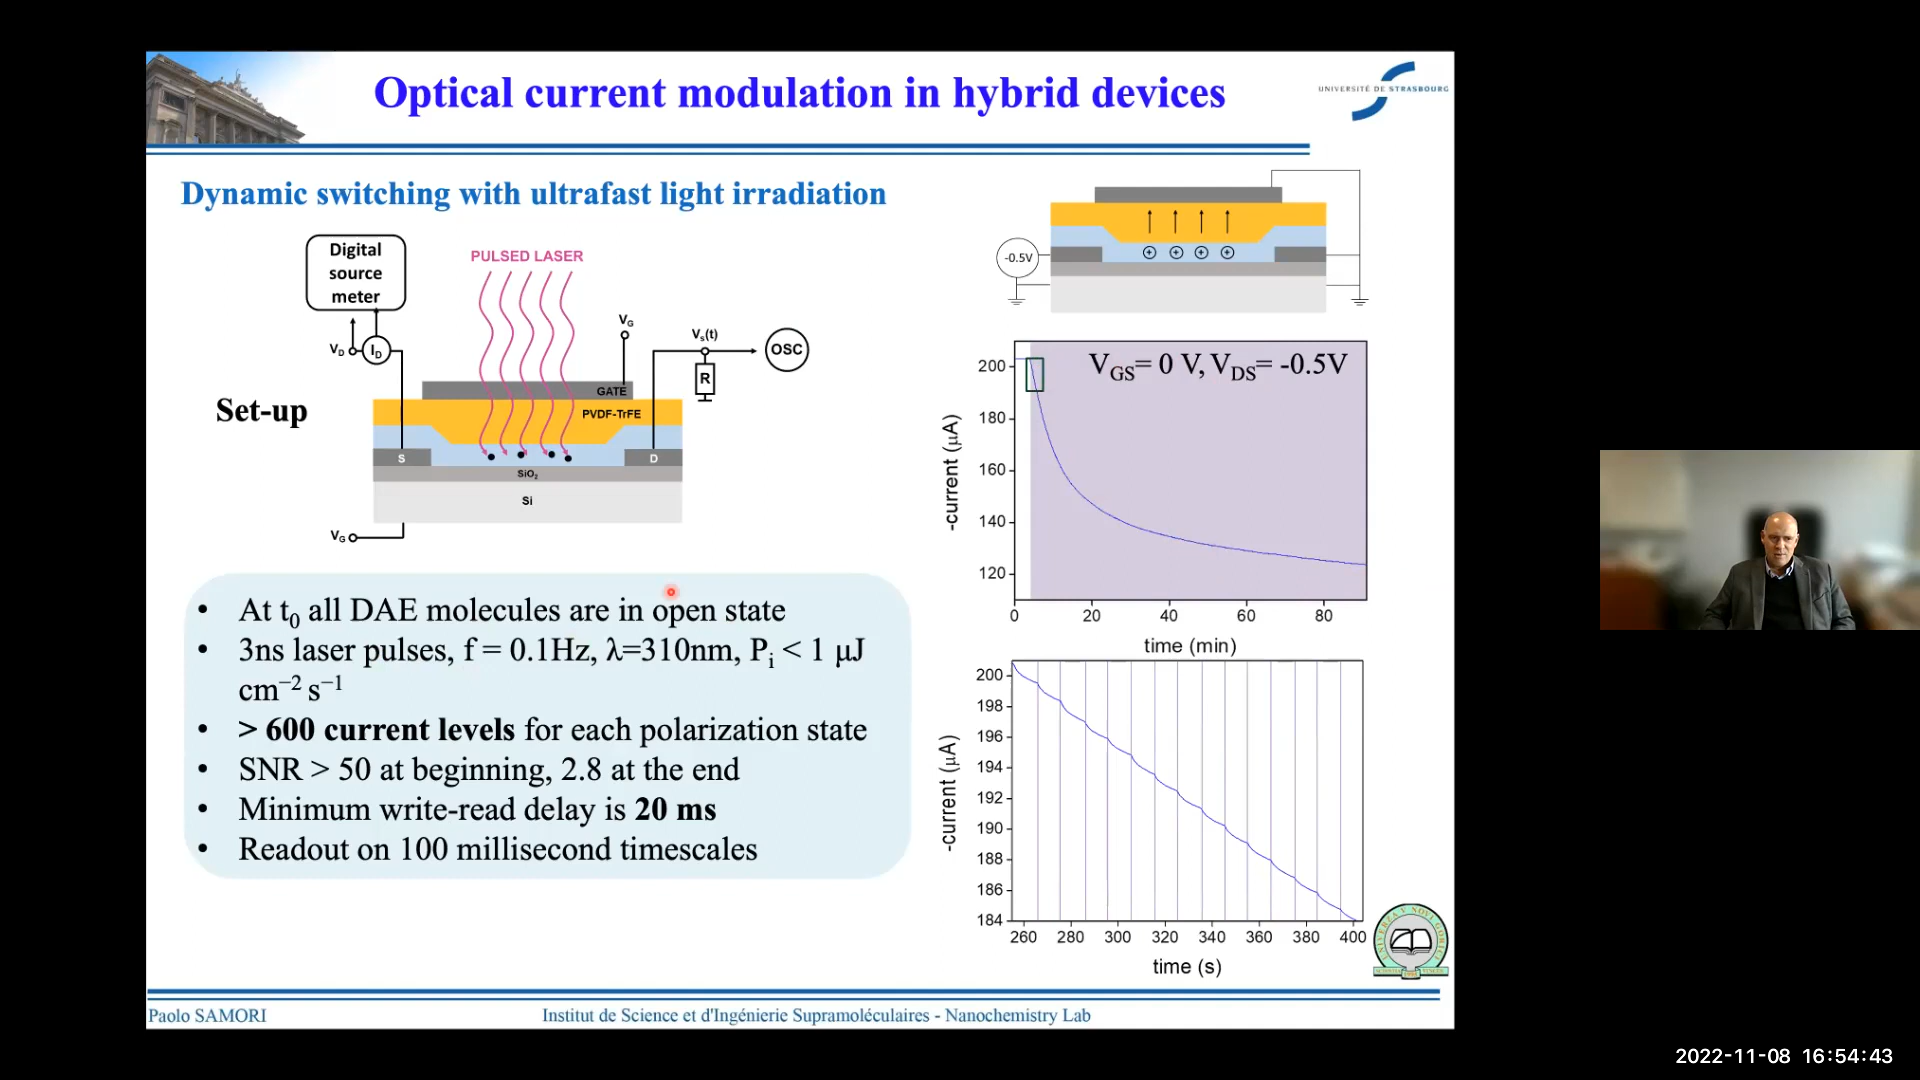 Optical current modulation in hybrid devices
UNIVERSITÉ DE STRASBOURG
Dynamic switching with ultrafast light irradiation
Digital
source
meter
PULSED LASER
V_G
V_D
I_D
V_s(t)
OSC
R
GATE
PVDF-TrFE
Set-up
S
D
SiO₂
Si
V_G
-0.5V
• At t₀ all DAE molecules are in open state
• 3ns laser pulses, f = 0.1Hz, λ=310nm, Pᵢ < 1 µJ
cm⁻² s⁻¹
• > 600 current levels for each polarization state
• SNR > 50 at beginning, 2.8 at the end
• Minimum write-read delay is 20 ms
• Readout on 100 millisecond timescales
V_GS= 0 V, V_DS= -0.5V
-current (µA)
200
180
160
140
120
0 20 40 60 80
time (min)
-current (µA)
200
198
196
194
192
190
188
186
184
260 280 300 320 340 360 380 400
time (s)
Paolo SAMORI
Institut de Science et d'Ingénierie Supramoléculaires - Nanochemistry Lab
2022-11-08 16:54:43